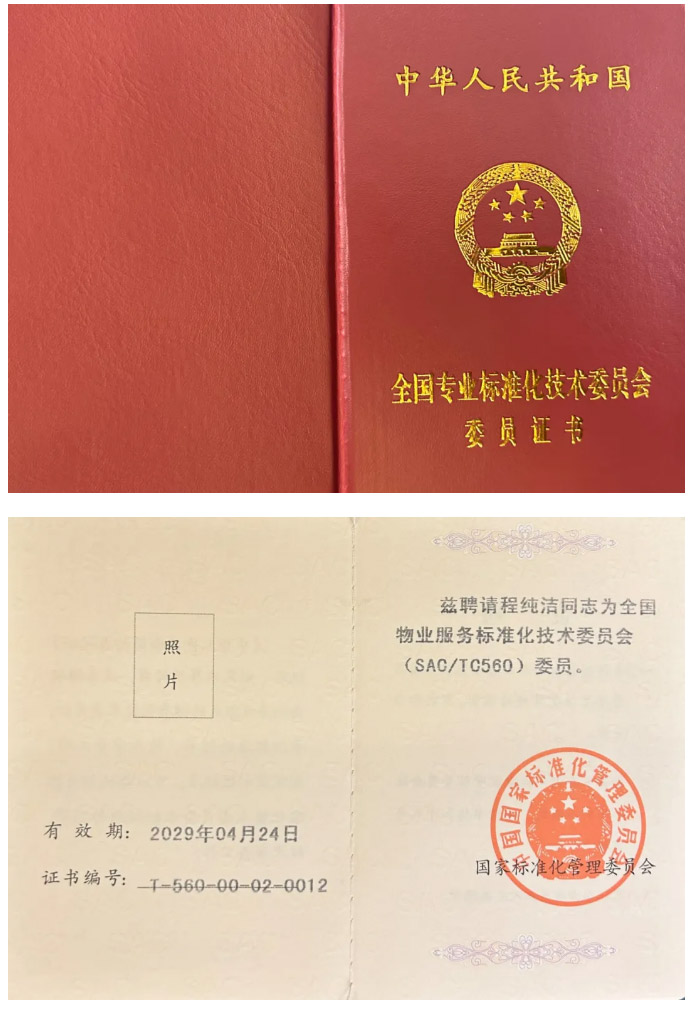 中华人民共和国
全国专业标准化技术委员会
委员证书
照
片
有效期：2029年04月24日
证书编号：T-560-00-02-0012
兹聘请程纯洁同志为全国
物业服务标准化技术委员会
（SAC/TC560）委员。
中国国家标准化管理委员会
国家标准化管理委员会